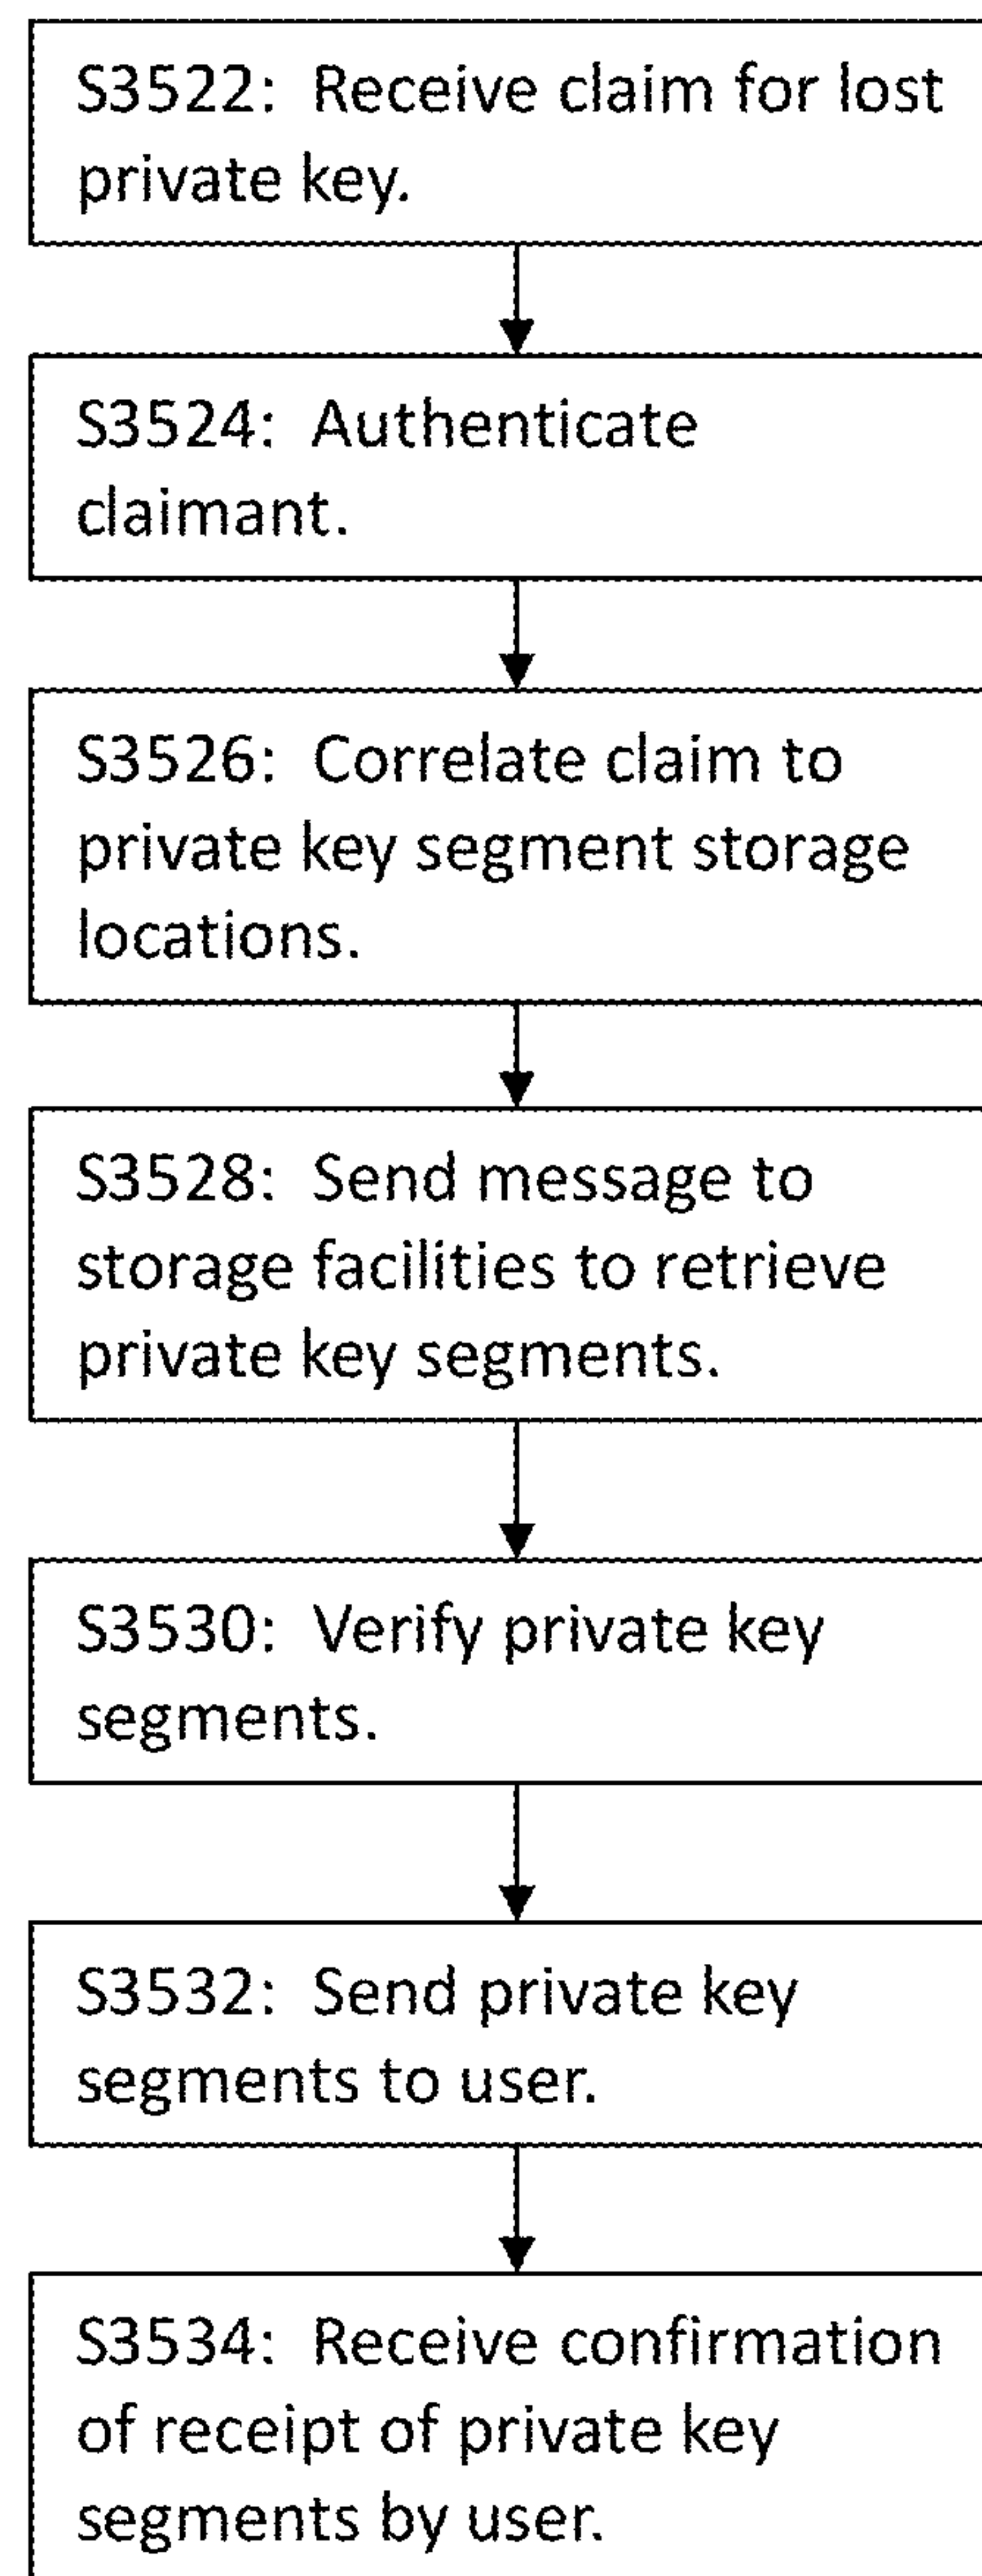 S3522: Receive claim for lost
private key.
S3524: Authenticate
claimant.
S3526: Correlate claim to
private key segment storage
locations.
S3528: Send message to
storage facilities to retrieve
private key segments.
S3530: Verify private key
segments.
S3532: Send private key
segments to user.
S3534: Receive confirmation
of receipt of private key
segments by user.